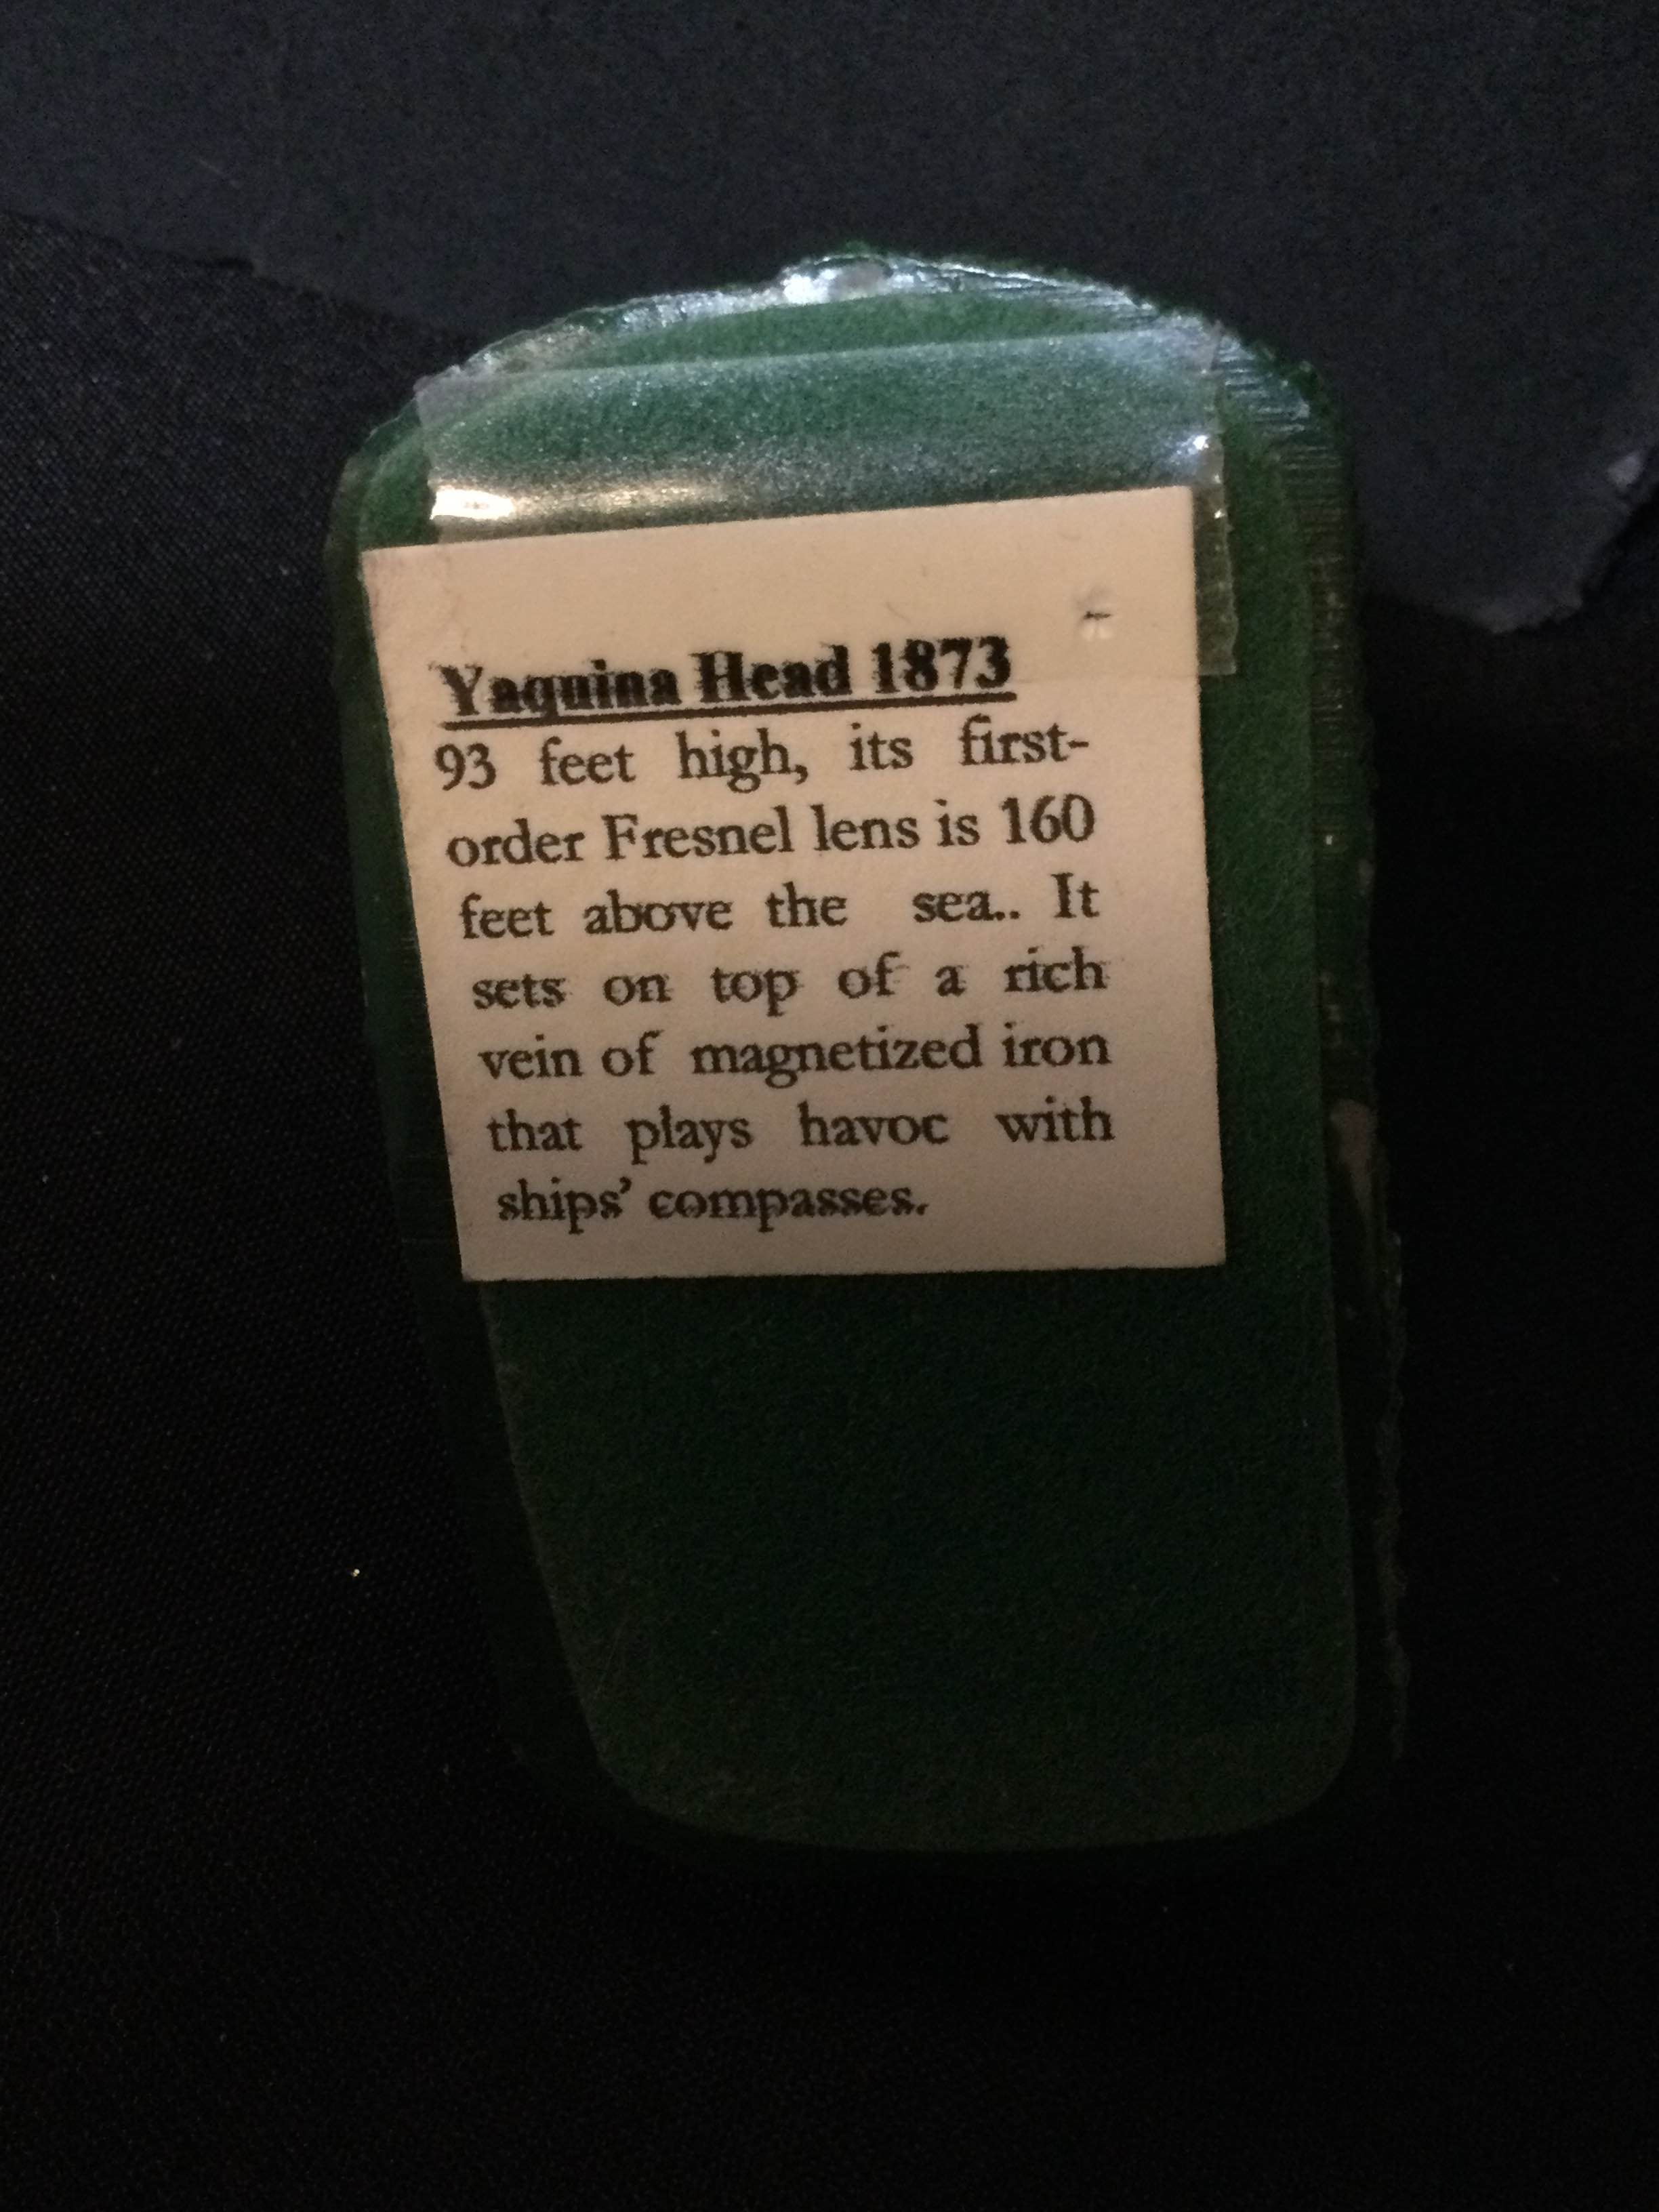 Yaquina Head 1873
93 feet high, its first-
order Fresnel lens is 160
feet above the sea.. It
sets on top of a rich
vein of magnetized iron
that plays havoc with
ships’ compasses.